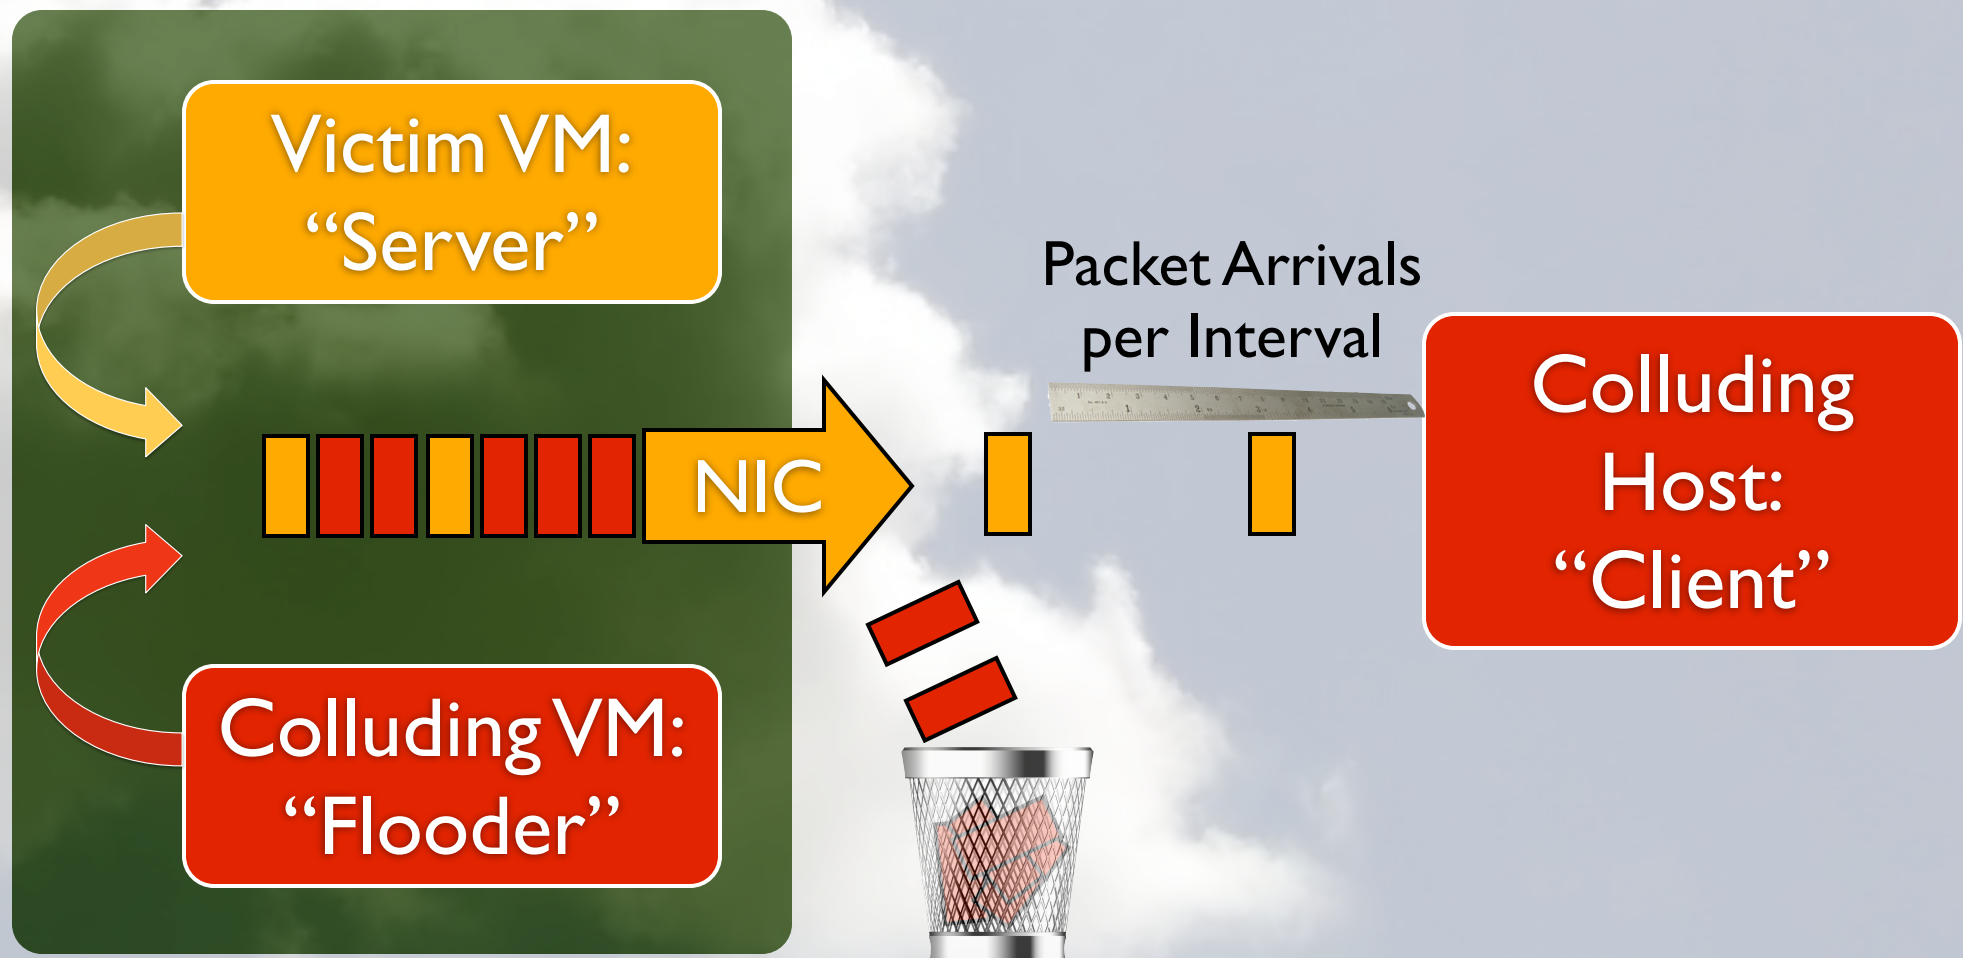 Victim VM:
“Server”
Packet Arrivals
per Interval
Colluding
Host:
“Client”
NIC
Colluding VM:
“Flooder”